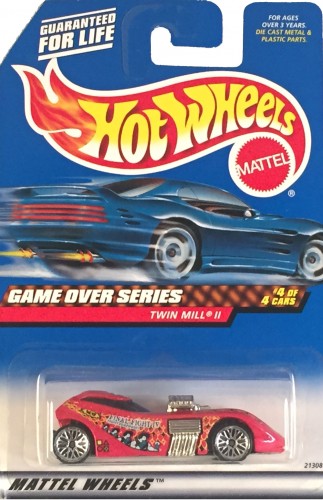 GUARANTEED
FOR LIFE
FOR AGES
OVER 3 YEARS.
DIE CAST METAL &
PLASTIC PARTS.
HOT WHEELS
MATTEL
®
GAME OVER SERIES
TWIN MILL® II
#4 OF
4 CARS
21308
MATTEL WHEELS™